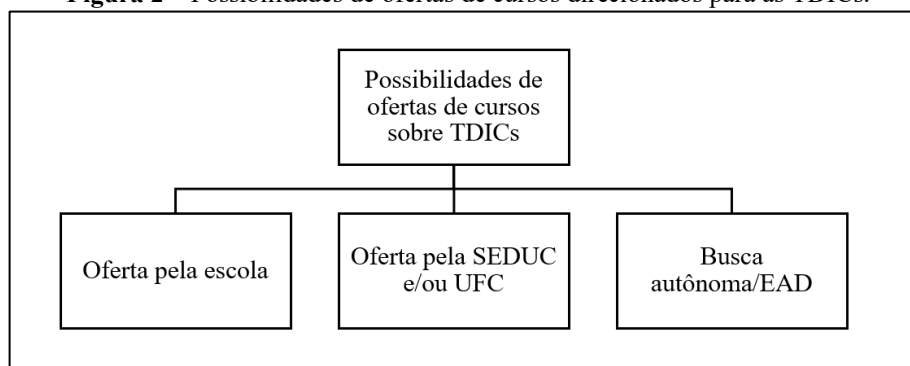 Figura 2 – Possibilidades de ofertas de cursos direcionados para as TDICs.
Possibilidades de
ofertas de cursos
sobre TDICs
Oferta pela escola
Oferta pela SEDUC
e/ou UFC
Busca
autônoma/EAD